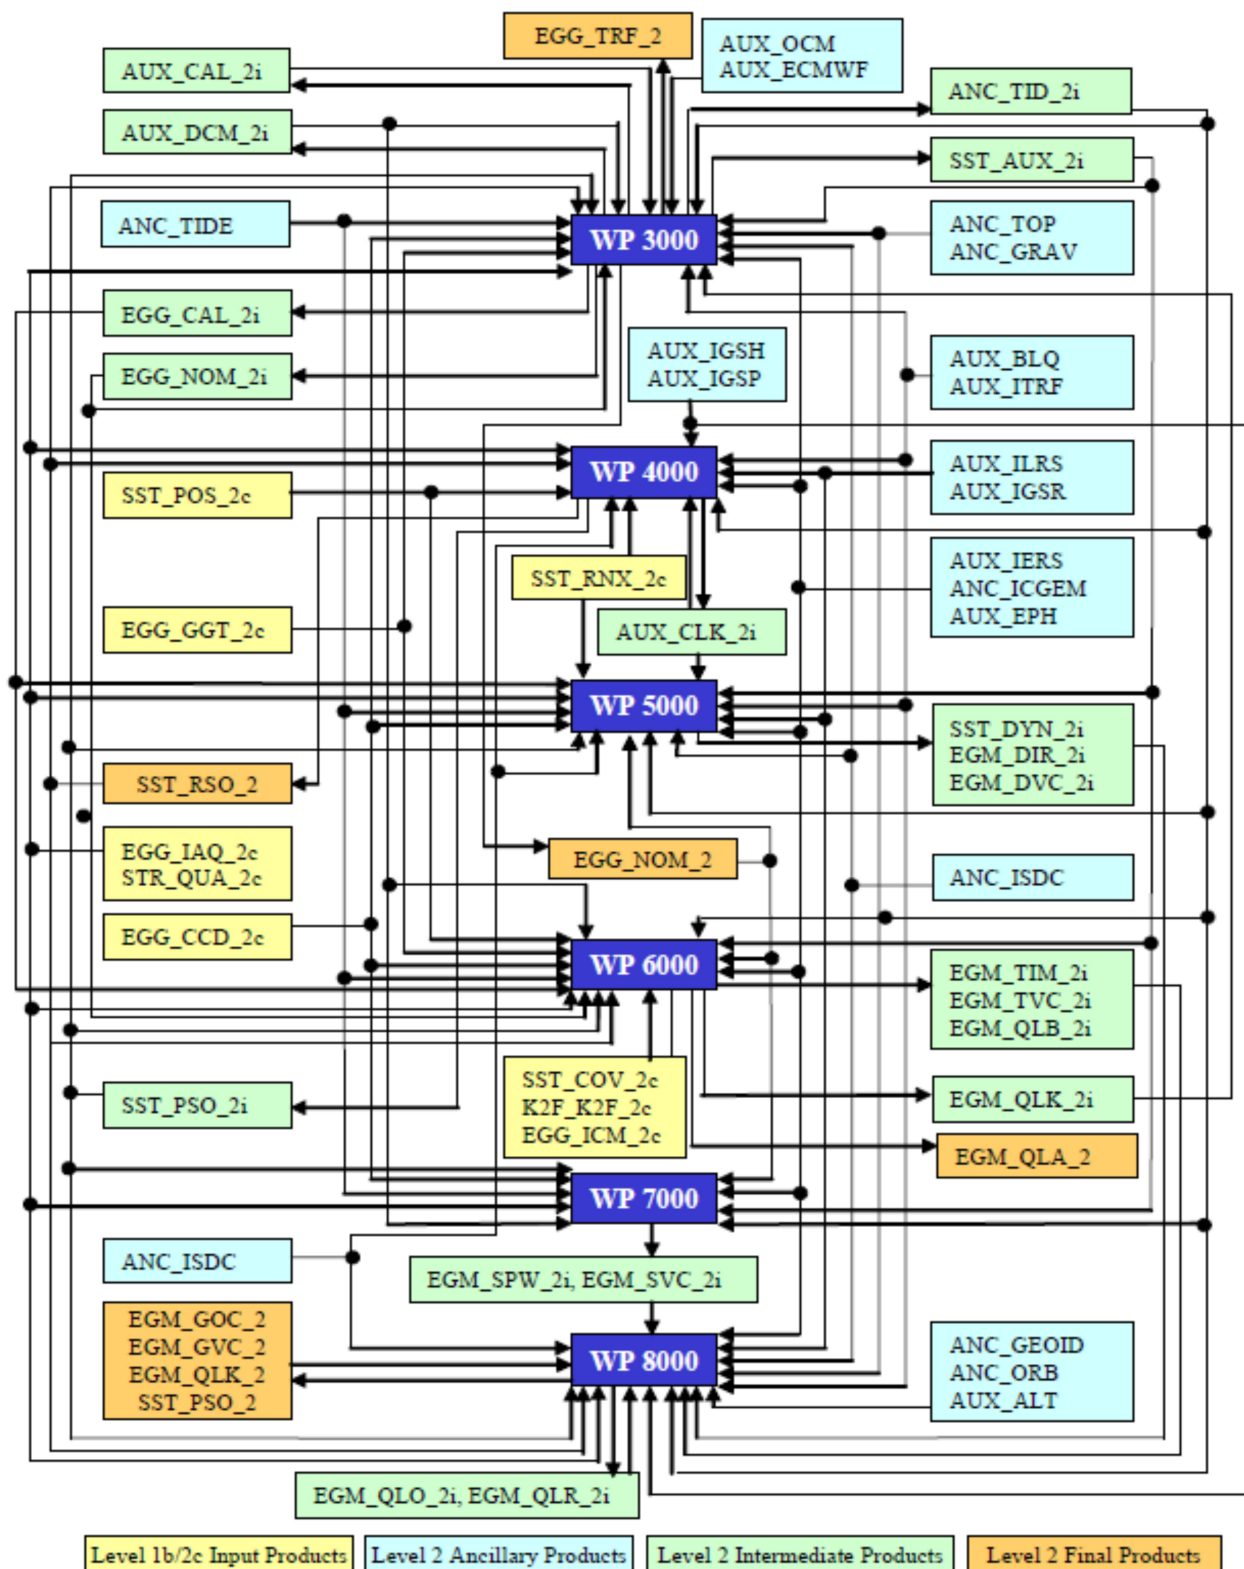 EGG_TRF_2
AUX_OCM
AUX_ECMWF
AUX_CAL_2i
ANC_TID_2i
AUX_DCM_2i
SST_AUX_2i
ANC_TIDE
WP 3000
ANC_TOP
ANC_GRAV
EGG_CAL_2i
AUX_IGSH
AUX_IGSP
AUX_BLQ
AUX_ITRF
EGG_NOM_2i
WP 4000
AUX_ILRS
AUX_IGSR
SST_POS_2c
SST_RNX_2c
AUX_IERS
ANC_ICGEM
AUX_EPH
EGG_GGT_2c
AUX_CLK_2i
WP 5000
SST_DYN_2i
EGM_DIR_2i
EGM_DVC_2i
SST_RSO_2
EGG_IAQ_2c
STR_QUA_2c
EGG_NOM_2
ANC_ISDC
EGG_CCD_2c
WP 6000
EGM_TIM_2i
EGM_TVC_2i
EGM_QLB_2i
SST_PSO_2i
SST_COV_2c
K2F_K2F_2c
EGG_ICM_2c
EGM_QLK_2i
EGM_QLA_2
WP 7000
ANC_ISDC
EGM_SPW_2i, EGM_SVC_2i
EGM_GOC_2
EGM_GVC_2
EGM_QLK_2
SST_PSO_2
WP 8000
ANC_GEOID
ANC_ORB
AUX_ALT
EGM_QLO_2i, EGM_QLR_2i
Level 1b/2c Input Products
Level 2 Ancillary Products
Level 2 Intermediate Products
Level 2 Final Products